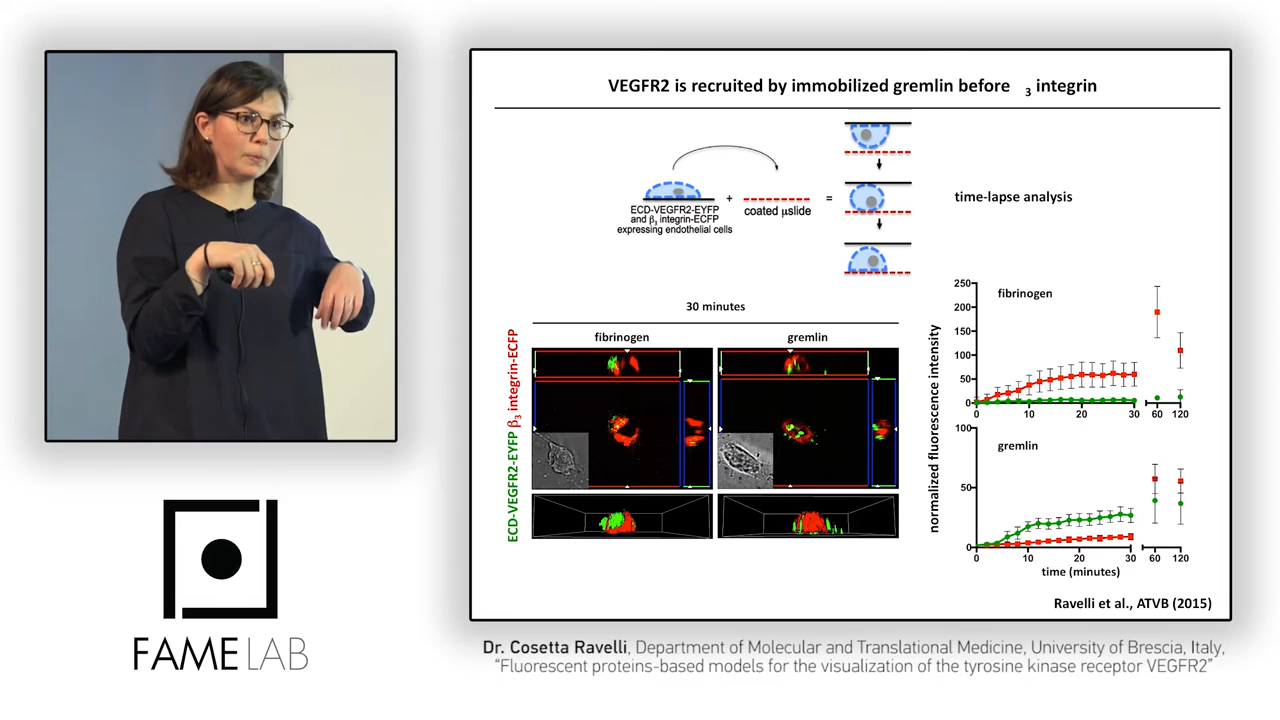 VEGFR2 is recruited by immobilized gremlin before 3 integrin
ECD-VEGFR2-EYFP
and β3 integrin-ECFP
expressing endothelial cells
+
coated µslide
=
time-lapse analysis
30 minutes
fibrinogen
gremlin
ECD-VEGFR2-EYFP β3 integrin-ECFP
normalized fluorescence intensity
fibrinogen
250
200
150
100
50
0
0 10 20 30 60 120
gremlin
100
50
0
0 10 20 30 60 120
time (minutes)
Ravelli et al., ATVB (2015)
FAMELAB
Dr. Cosetta Ravelli, Department of Molecular and Translational Medicine, University of Brescia, Italy,
“Fluorescent proteins-based models for the visualization of the tyrosine kinase receptor VEGFR2”